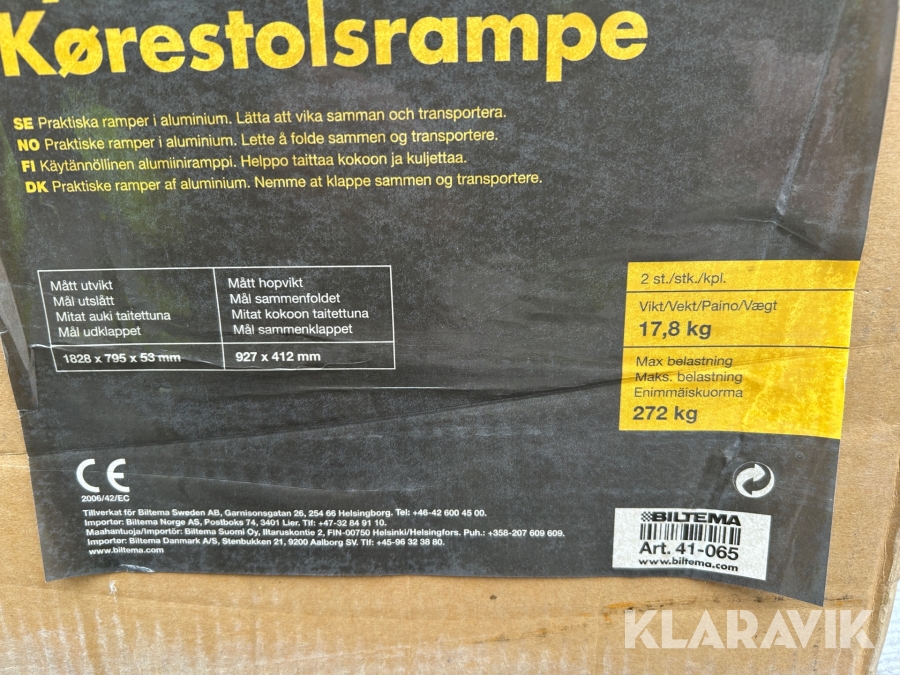 Kørestolsrampe
SE Praktiska ramper i aluminium. Lätta att vika samman och transportera.
NO Praktiske ramper i aluminium. Lette å folde sammen og transportere.
FI Käytännöllinen alumiiniramppi. Helppo taittaa kokoon ja kuljettaa.
DK Praktiske ramper af aluminium. Nemme at klappe sammen og transportere.
Mått utvikt
Mål utslått
Mitat auki taitettuna
Mål udklappet
1828 x 795 x 53 mm
Mått hopvikt
Mål sammenfoldet
Mitat kokoon taitettuna
Mål sammenklappet
927 x 412 mm
2 st./stk./kpl.
Vikt/Vekt/Paino/Vægt
17,8 kg
Max belastning
Maks. belastning
Enimmäiskuorma
272 kg
CE
2006/42/EC
Tillverkat för Biltema Sweden AB, Garnisonsgatan 26, 254 66 Helsingborg. Tel: +46-42 600 45 00.
Importør: Biltema Norge AS, Postboks 74, 3401 Lier. Tlf: +47-32 84 91 10.
Maahantuoja/Importör: Biltema Suomi Oy, Iltaruskontie 2, FIN-00750 Helsinki/Helsingfors. Puh.: +358-207 609 609.
Importør: Biltema Danmark A/S, Stenbukken 21, 9200 Aalborg SV. Tlf: +45-96 32 38 80.
www.biltema.com
BILTEMA
Art. 41-065
www.biltema.com
KLARAVIK